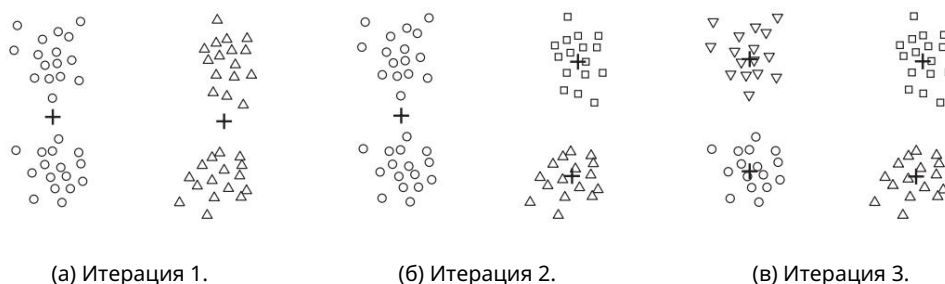 (а) Итерация 1.
(б) Итерация 2.
(в) Итерация 3.